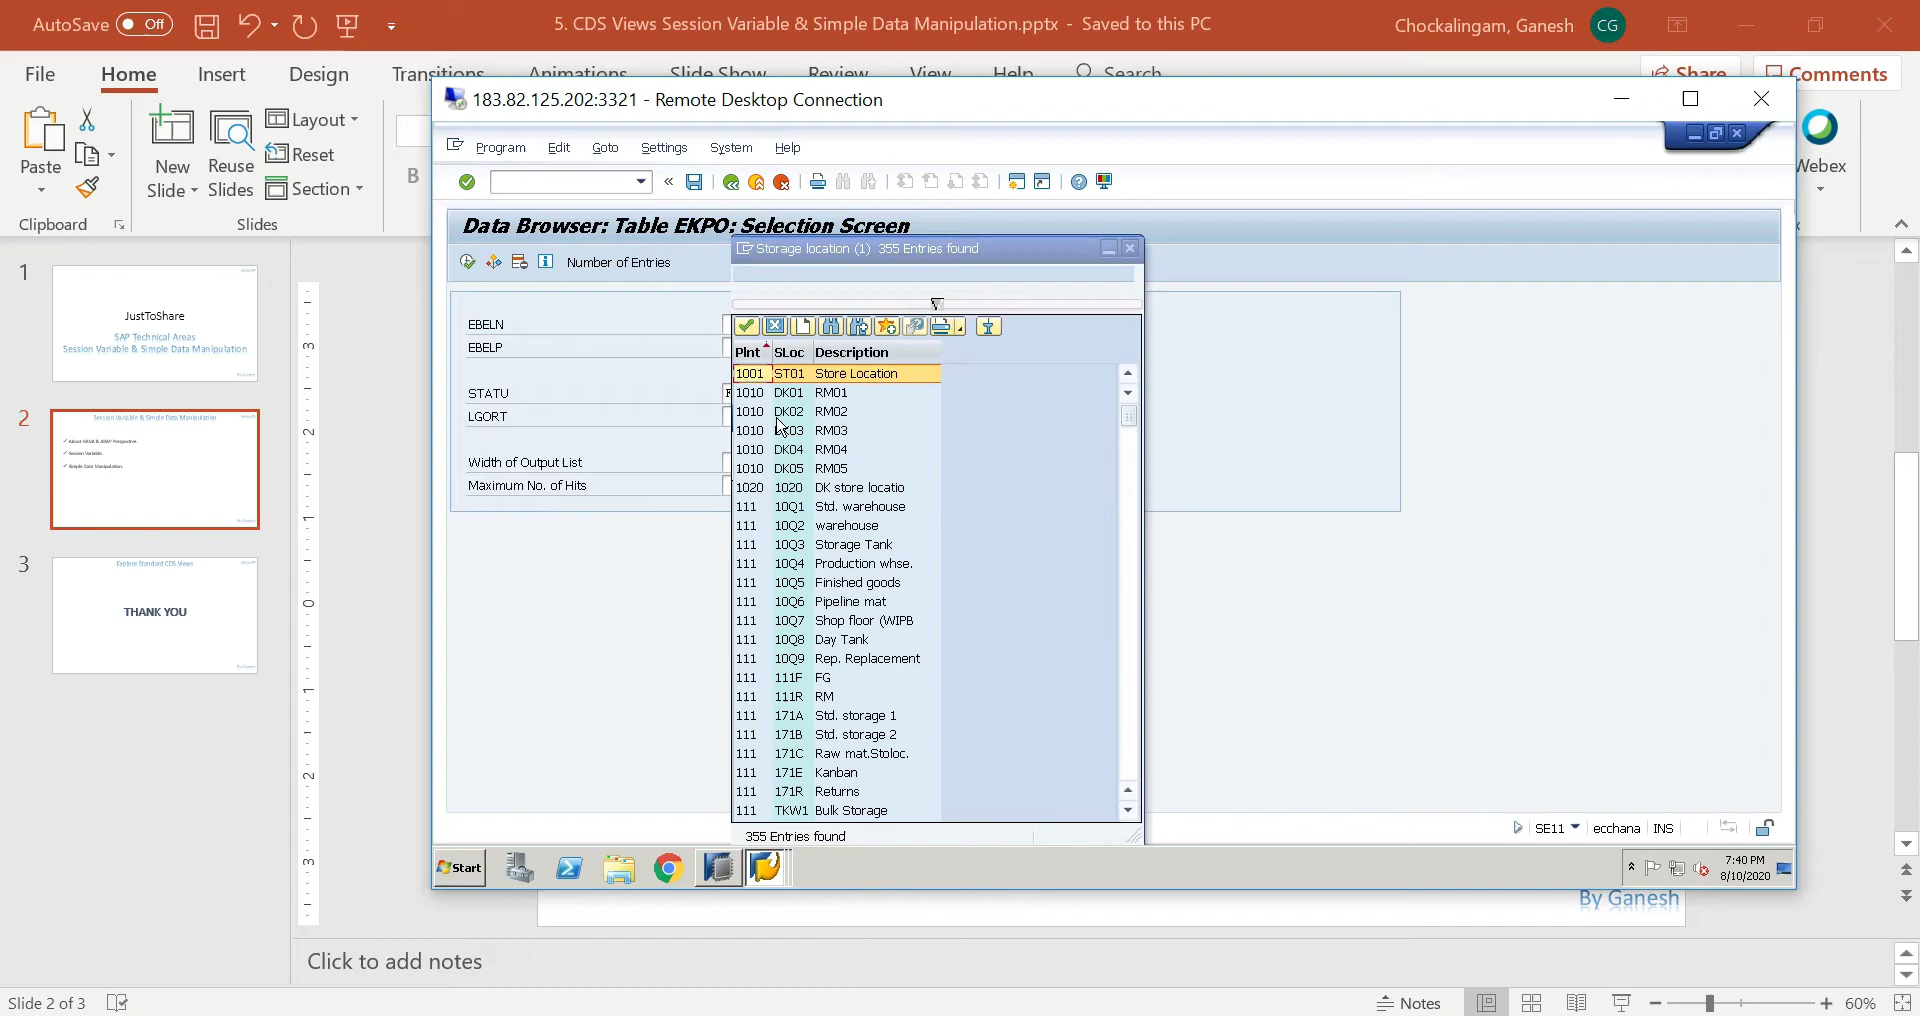 AutoSave Off
5. CDS Views Session Variable & Simple Data Manipulation.pptx - Saved to this PC
Chockalingam, Ganesh CG
File Home Insert Design Transitions Animations Slide Show Review View Help Search
Share Comments
Paste
New Slide
Reuse Slides
Layout
Reset
Section
B
Webex
Clipboard
Slides
1
JustToShare
SAP Technical Areas
Session Variable & Simple Data Manipulation
2
Session Variable & Simple Data Manipulation
✓ About HANA & ABAP Perspective.
✓ Session Variable.
✓ Simple Data Manipulation.
3
Explore Standard CDS Views
THANK YOU
183.82.125.202:3321 - Remote Desktop Connection
Program Edit Goto Settings System Help
Data Browser: Table EKPO: Selection Screen
Number of Entries
EBELN
EBELP
STATU
LGORT
Width of Output List
Maximum No. of Hits
Storage location (1) 355 Entries found
Plnt SLoc Description
1001 ST01 Store Location
1010 DK01 RM01
1010 DK02 RM02
1010 DK03 RM03
1010 DK04 RM04
1010 DK05 RM05
1020 1020 DK store locatio
111 10Q1 Std. warehouse
111 10Q2 warehouse
111 10Q3 Storage Tank
111 10Q4 Production whse.
111 10Q5 Finished goods
111 10Q6 Pipeline mat
111 10Q7 Shop floor (WIPB
111 10Q8 Day Tank
111 10Q9 Rep. Replacement
111 111F FG
111 111R RM
111 171A Std. storage 1
111 171B Std. storage 2
111 171C Raw mat.Stoloc.
111 171E Kanban
111 171R Returns
111 TKW1 Bulk Storage
355 Entries found
SE11 ecchana INS
Start
7:40 PM
8/10/2020
By Ganesh
Click to add notes
Slide 2 of 3
Notes
60%